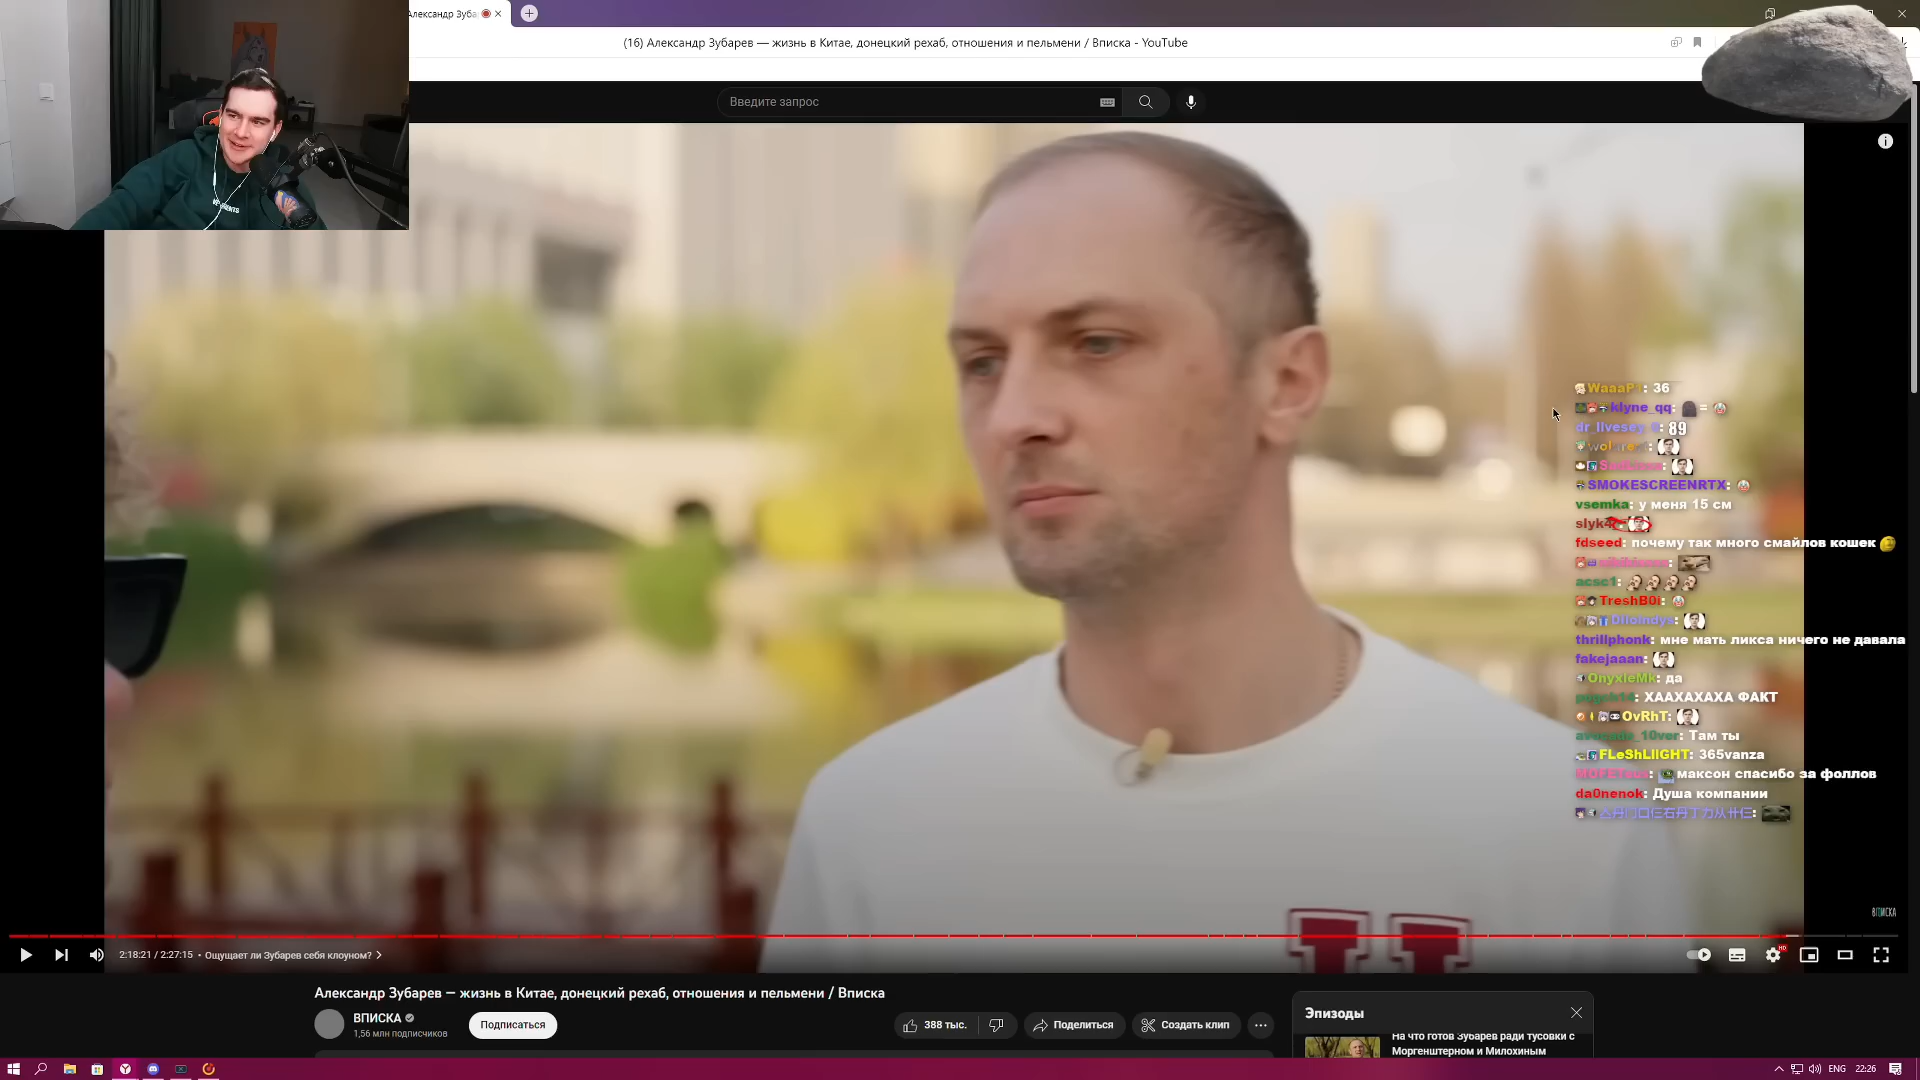 Александр Зуба
(16) Александр Зубарев — жизнь в Китае, донецкий рехаб, отношения и пельмени / Вписка - YouTube
Введите запрос
36
klyne_qq: =
89
SMOKESCREENRTX:
vsemka: у меня 15 см
fdseed: почему так много смайлов кошек
acsc1:
TreshB0i:
thrillphonk: мне мать ликса ничего не давала
fakejaaan:
OnyxieMk: да
ХААХАХАХА ФАКТ
OvRhT:
Там ты
FLeShLIIGHT: 365vanza
максон спасибо за фоллов
da0nenok: Душа компании
ВПИСКА
2:18:21 / 2:27:15 • Ощущает ли Зубарев себя клоуном?
HD
Александр Зубарев — жизнь в Китае, донецкий рехаб, отношения и пельмени / Вписка
ВПИСКА
1,56 млн подписчиков
Подписаться
388 тыс.
Поделиться
Создать клип
Эпизоды
На что готов Зубарев ради тусовки с
Моргенштерном и Милохиным
ENG
22:26